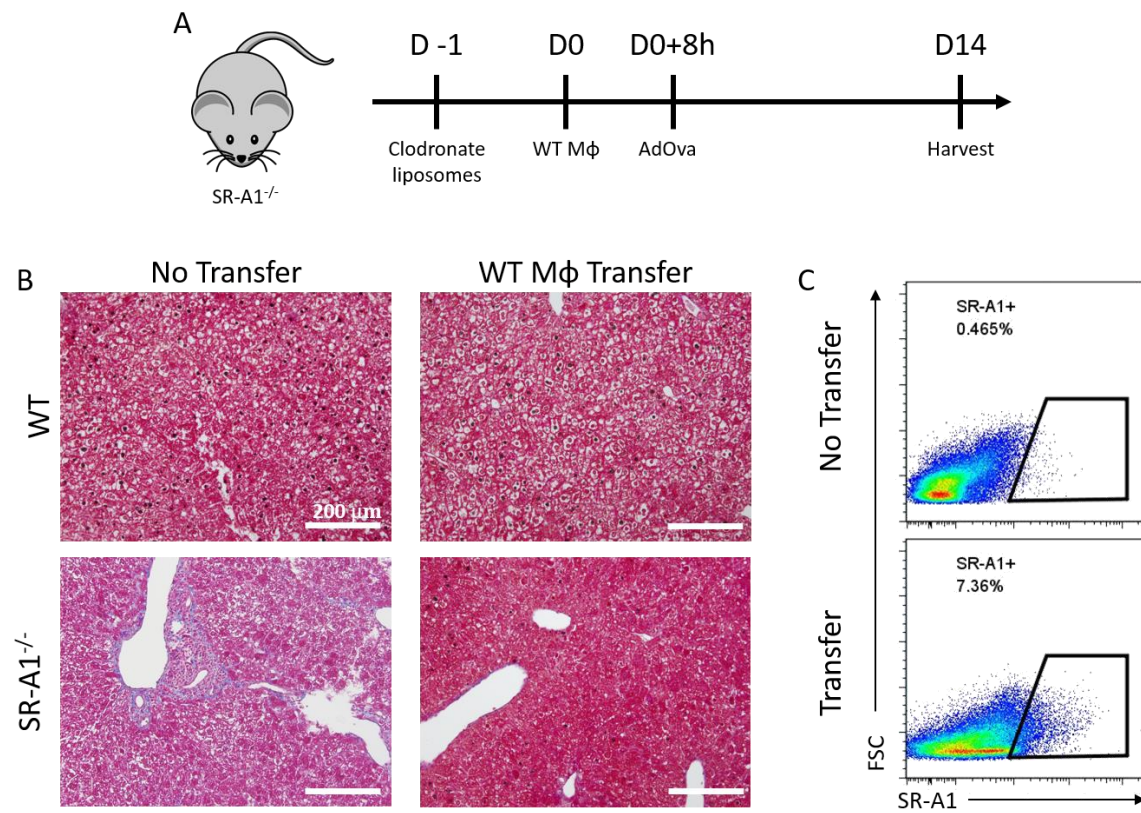 A
D -1
D0
D0+8h
D14
Clodronate
liposomes
WT Mϕ
AdOva
Harvest
SR-A1-/-
B
No Transfer
WT Mϕ Transfer
C
WT
200 μm
SR-A1-/-
No Transfer
SR-A1+
0.465%
Transfer
SR-A1+
7.36%
FSC
SR-A1